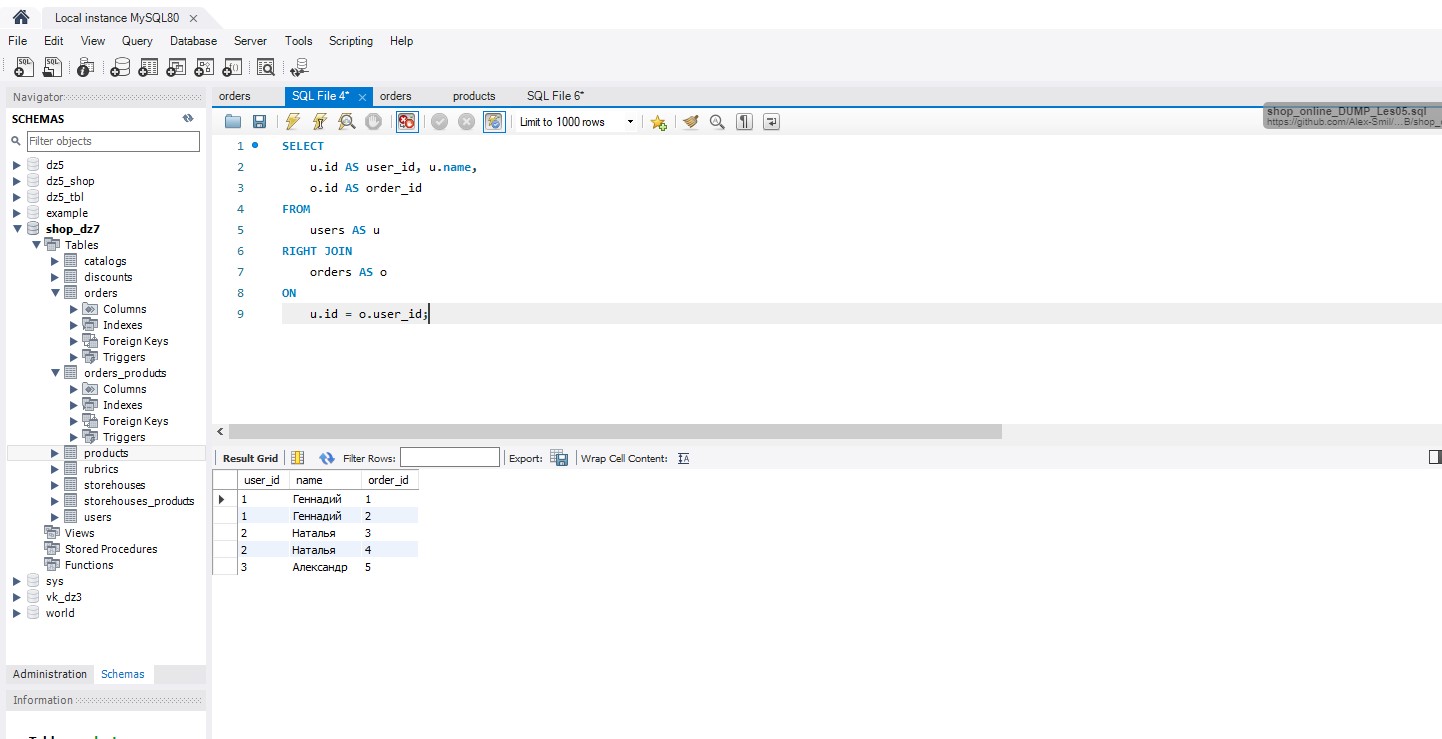 Local instance MySQL80
File Edit View Query Database Server Tools Scripting Help
Navigator
SCHEMAS
Filter objects
dz5
dz5_shop
dz5_tbl
example
shop_dz7
Tables
catalogs
discounts
orders
Columns
Indexes
Foreign Keys
Triggers
orders_products
Columns
Indexes
Foreign Keys
Triggers
products
rubrics
storehouses
storehouses_products
users
Views
Stored Procedures
Functions
sys
vk_dz3
world
Administration Schemas
Information
orders SQL File 4* orders products SQL File 6*
Limit to 1000 rows
shop_online_DUMP_Les05.sql
https://github.com/Alex-Smil/...B/shop_
1 SELECT
2 u.id AS user_id, u.name,
3 o.id AS order_id
4 FROM
5 users AS u
6 RIGHT JOIN
7 orders AS o
8 ON
9 u.id = o.user_id;
Result Grid Filter Rows: Export: Wrap Cell Content:
user_id name order_id
1 Геннадий 1
1 Геннадий 2
2 Наталья 3
2 Наталья 4
3 Александр 5